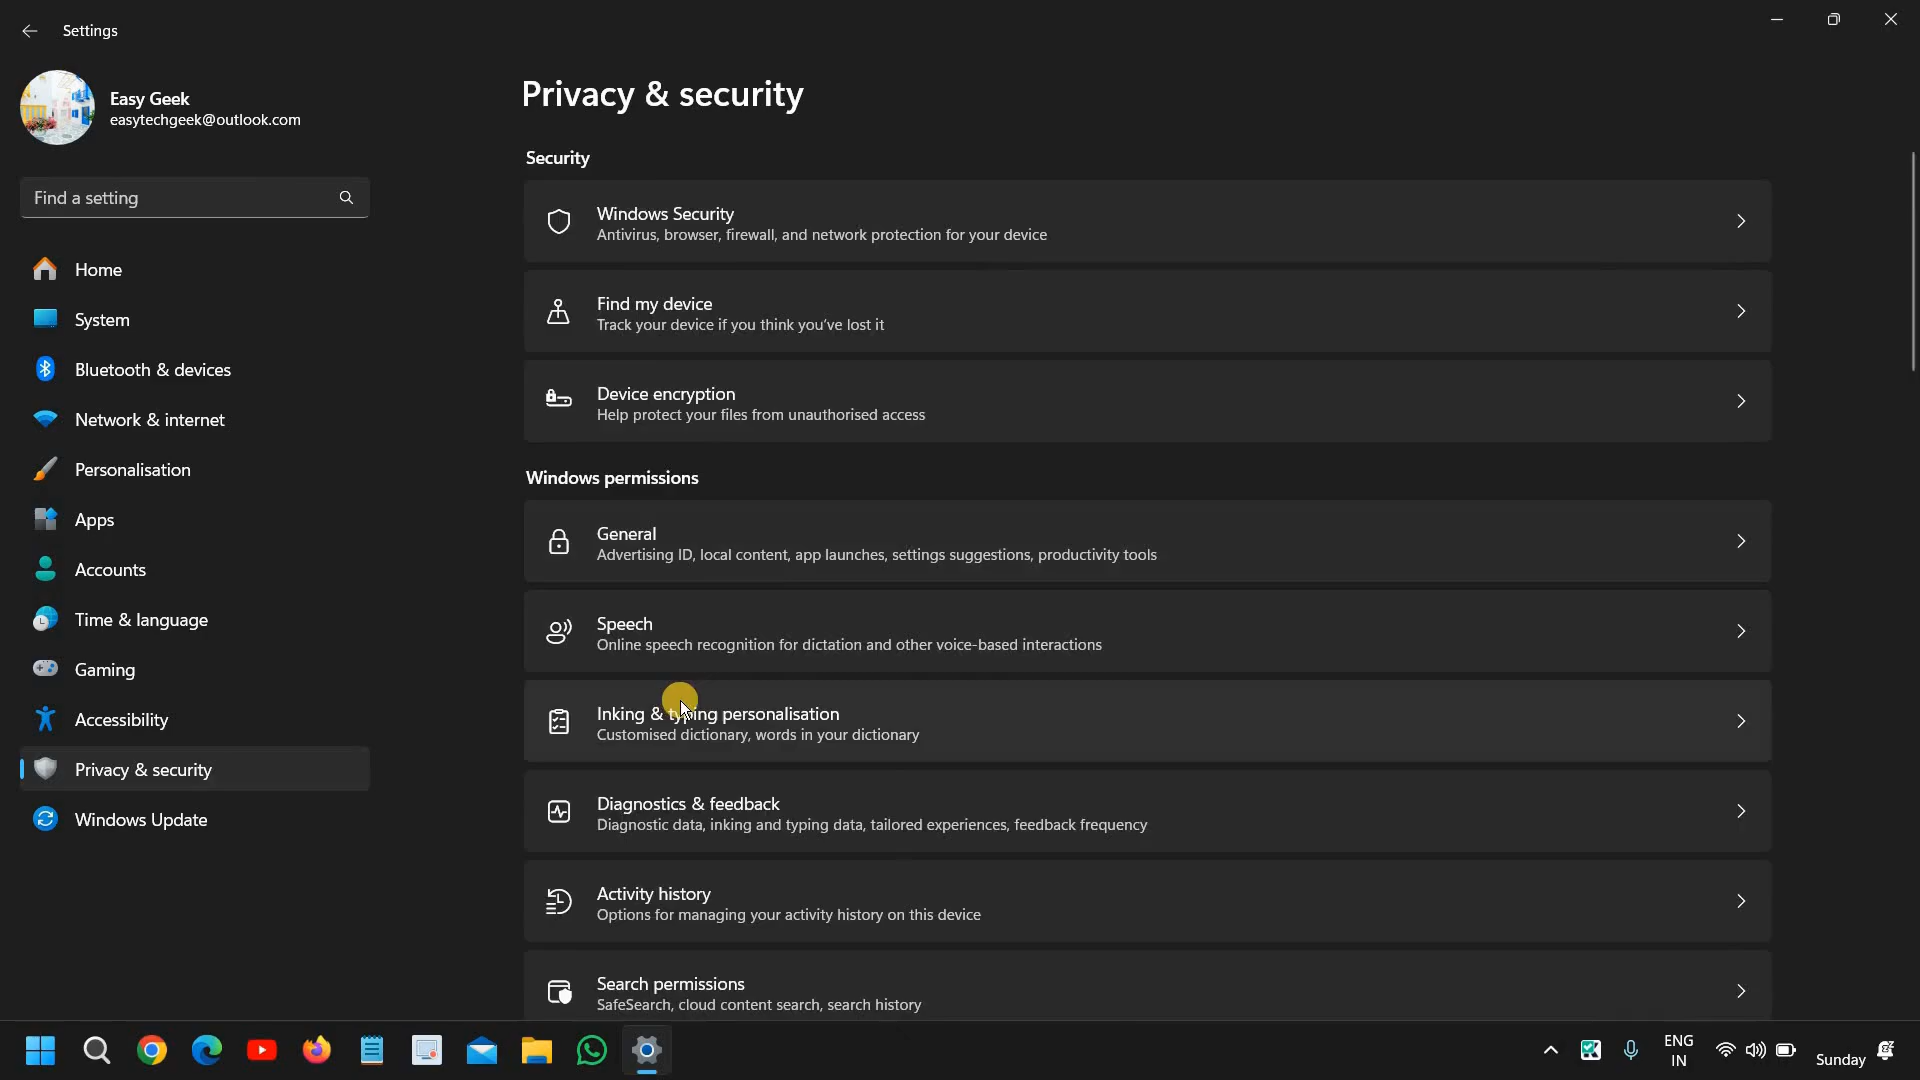 Settings
Easy Geek
easytechgeek@outlook.com
Find a setting
Home
System
Bluetooth & devices
Network & internet
Personalisation
Apps
Accounts
Time & language
Gaming
Accessibility
Privacy & security
Windows Update
Privacy & security
Security
Windows Security
Antivirus, browser, firewall, and network protection for your device
Find my device
Track your device if you think you've lost it
Device encryption
Help protect your files from unauthorised access
Windows permissions
General
Advertising ID, local content, app launches, settings suggestions, productivity tools
Speech
Online speech recognition for dictation and other voice-based interactions
Inking & typing personalisation
Customised dictionary, words in your dictionary
Diagnostics & feedback
Diagnostic data, inking and typing data, tailored experiences, feedback frequency
Activity history
Options for managing your activity history on this device
Search permissions
SafeSearch, cloud content search, search history
ENG
IN
Sunday